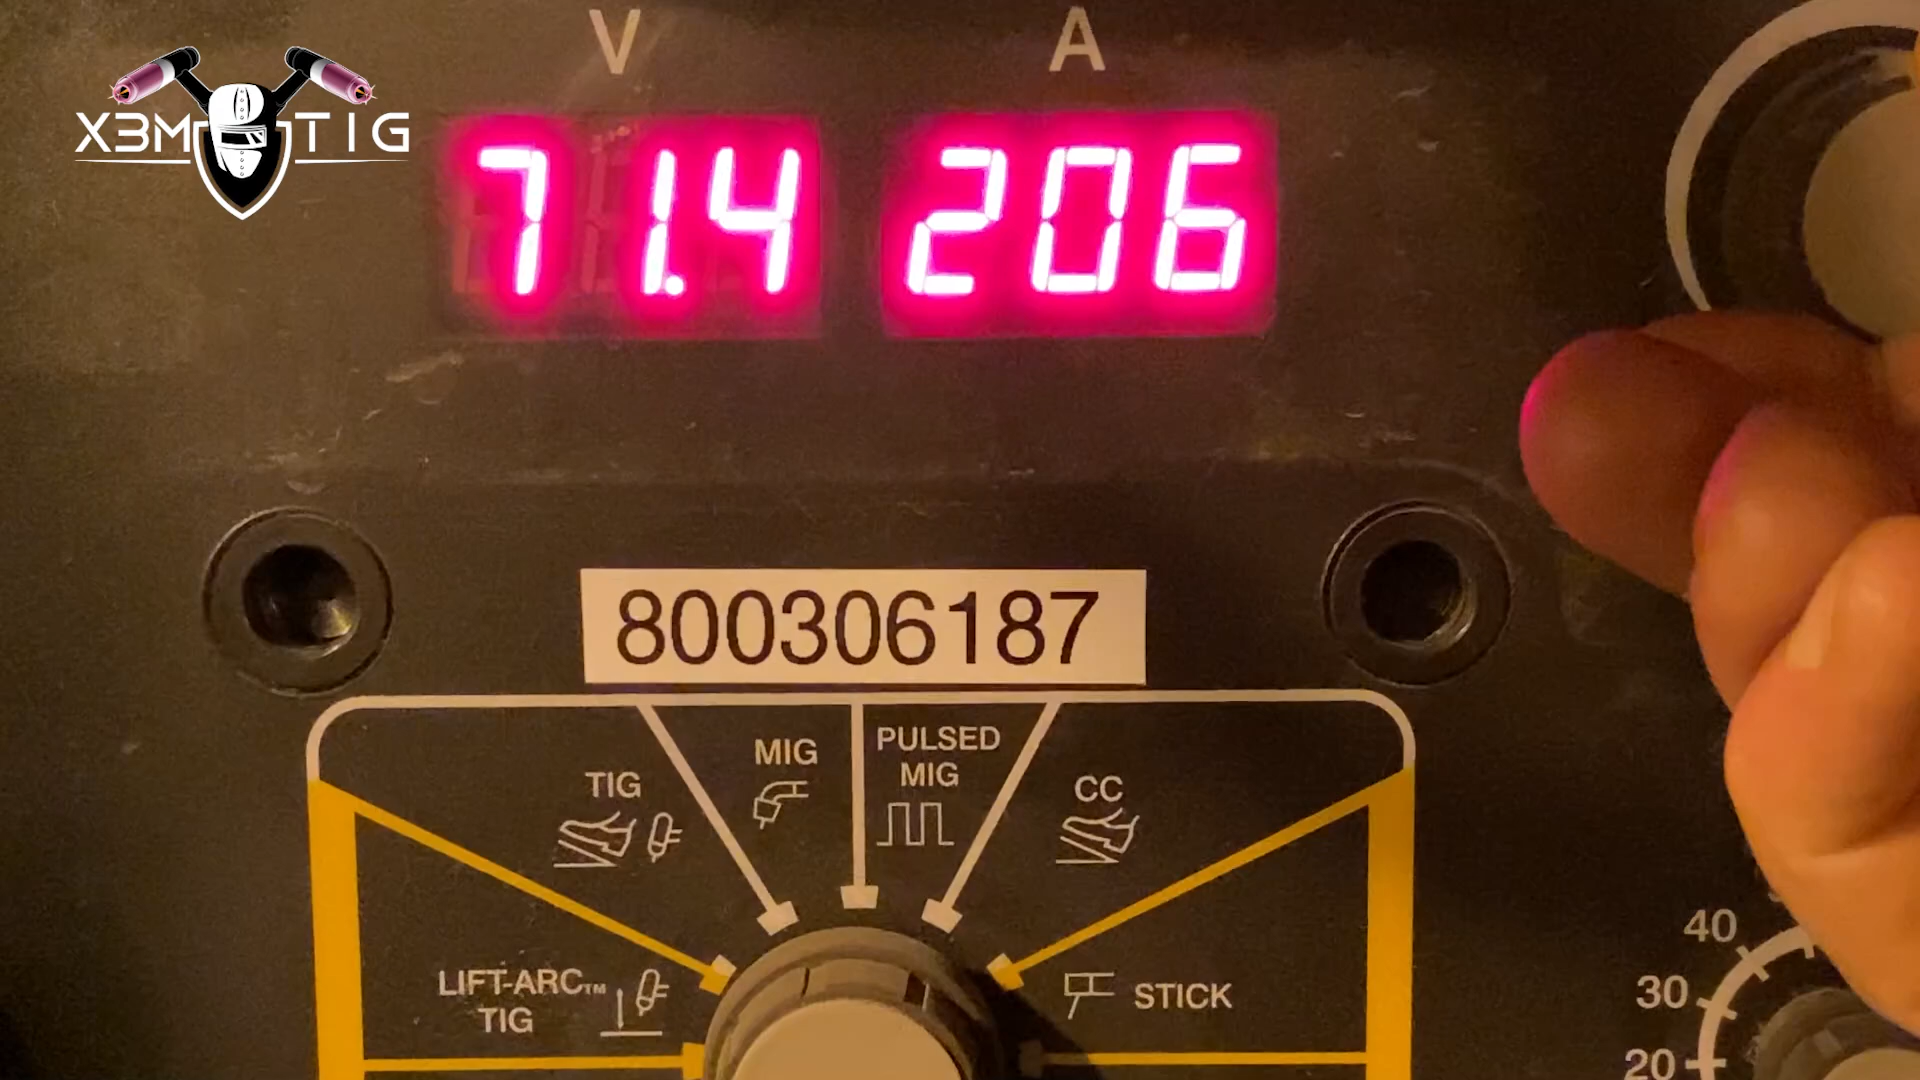 V A
X3M TIG
71.4 206
800306187
MIG
PULSED
MIG
TIG
CC
LIFT-ARC™
TIG
STICK
40
30
20